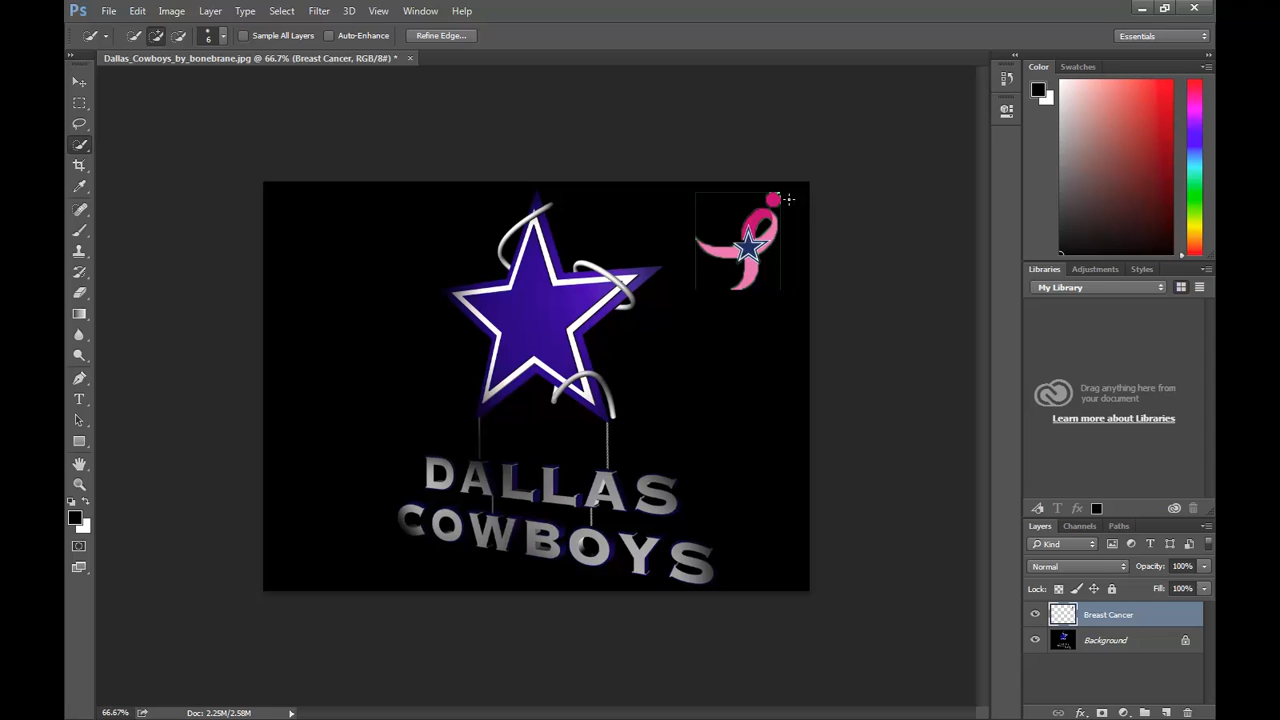 Ps File Edit Image Layer Type Select Filter 3D View Window Help
6 Sample All Layers Auto-Enhance Refine Edge... Essentials
Dallas_Cowboys_by_bonebrane.jpg @ 66.7% (Breast Cancer, RGB/8#) * ×
Color Swatches
Libraries Adjustments Styles
My Library
Drag anything here from
your document
Learn more about Libraries
DALLAS
COWBOYS
Layers Channels Paths
Kind
Normal Opacity: 100%
Lock: Fill: 100%
Breast Cancer
Background
66.67% Doc: 2.25M/2.58M